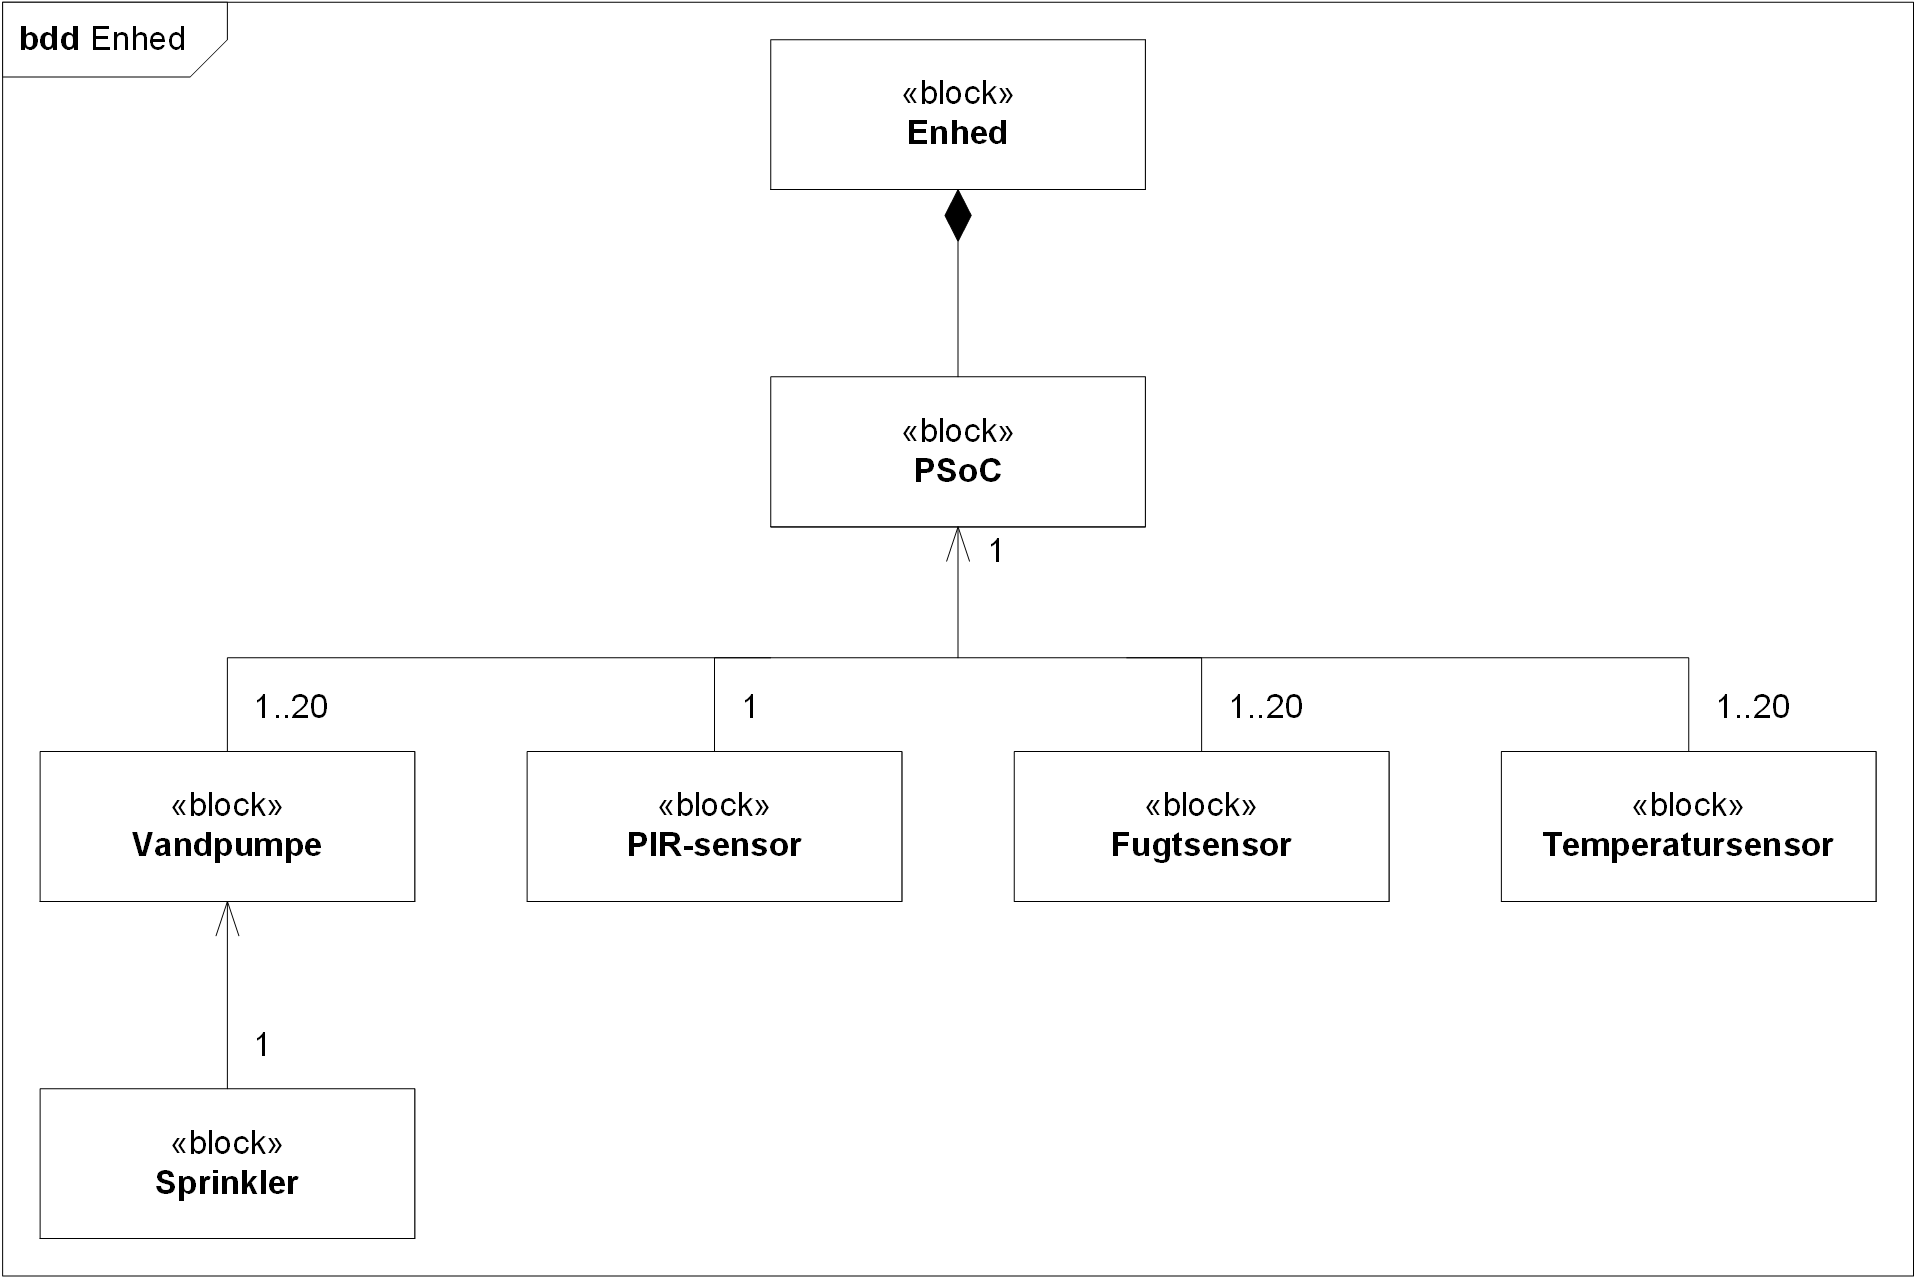 bdd Enhed
«block»
Enhed
«block»
PSoC
1
1..20
1
1..20
1..20
«block»
Vandpumpe
«block»
PIR-sensor
«block»
Fugtsensor
«block»
Temperatursensor
1
«block»
Sprinkler